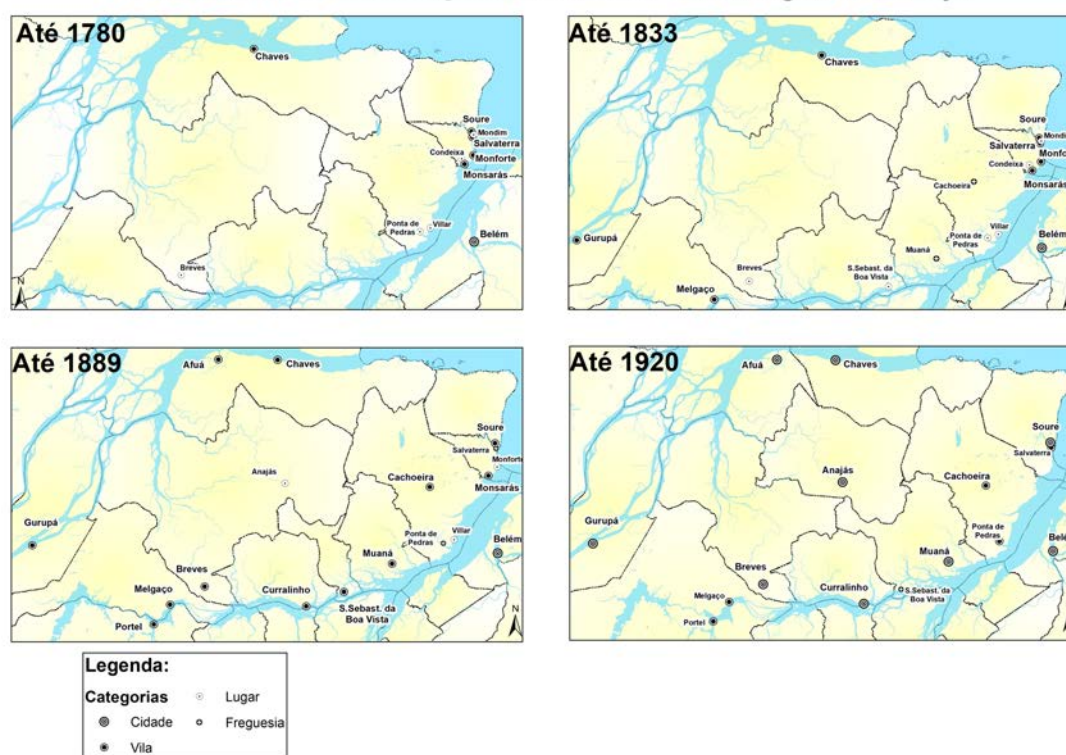 Até 1780
Chaves
Soure
Mondim
Salvaterra
Condeixa
Monforte
Monsarás
Ponta de
Pedras
Villar
Belém
Breves
N
Até 1833
Chaves
Soure
Mondi
Salvaterra
Monfo
Condeixa
Monsarás
Cachoeira
Gurupá
Ponta de
Pedras
Villar
Belém
Muaná
Breves
S.Sebast. da
Boa Vista
Melgaço
Até 1889
Afuá
Chaves
Soure
Salvaterra
Monforte
Anajás
Cachoeira
Monsarás
Gurupá
Ponta de
Pedras
Villar
Belém
Muaná
Breves
Melgaço
Curralinho
S.Sebast. da
Boa Vista
Portel
N
Até 1920
Afuá
Chaves
Soure
Salvaterra
Anajás
Cachoeira
Gurupá
Ponta de
Pedras
Belé
Muaná
Breves
Curralinho
S.Sebast. da
Boa Vista
Melgaço
Portel
Legenda:
Categorias
Lugar
Cidade
Freguesia
Vila